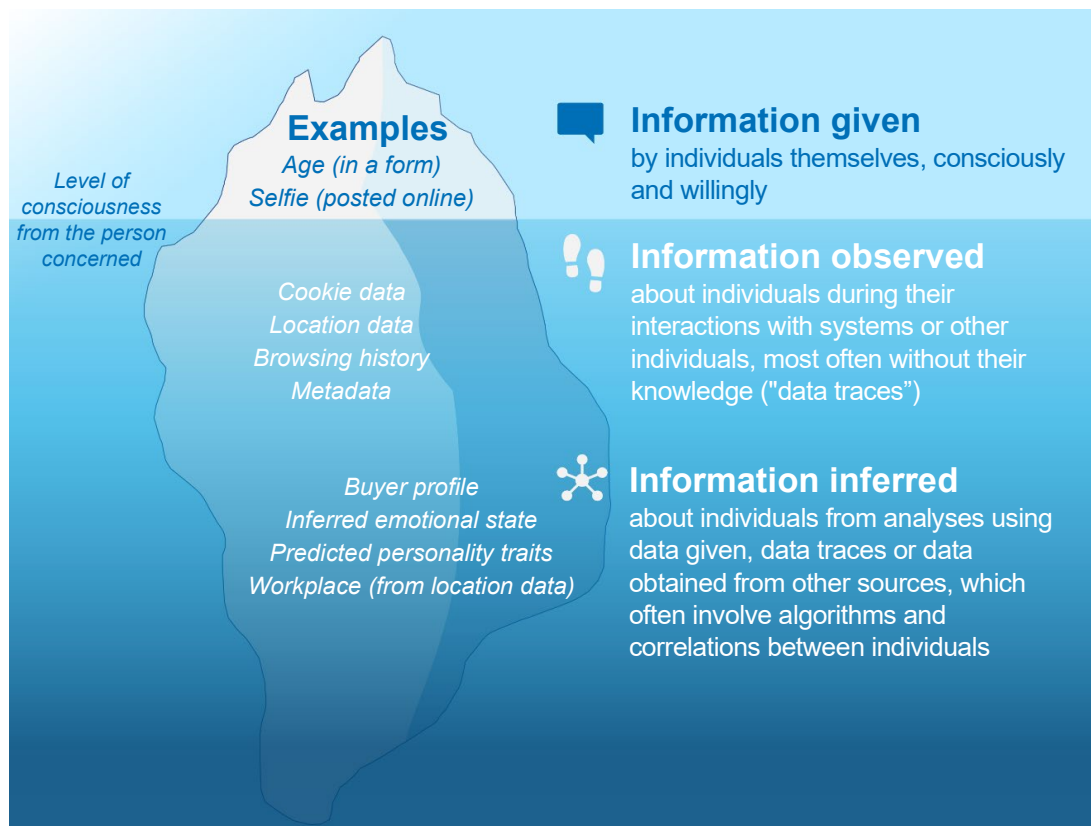 Examples
Age (in a form)
Selfie (posted online)
Information given
by individuals themselves, consciously
and willingly
Level of
consciousness
from the person
concerned
Cookie data
Location data
Browsing history
Metadata
Information observed
about individuals during their
interactions with systems or other
individuals, most often without their
knowledge ("data traces”)
Buyer profile
Inferred emotional state
Predicted personality traits
Workplace (from location data)
Information inferred
about individuals from analyses using
data given, data traces or data
obtained from other sources, which
often involve algorithms and
correlations between individuals